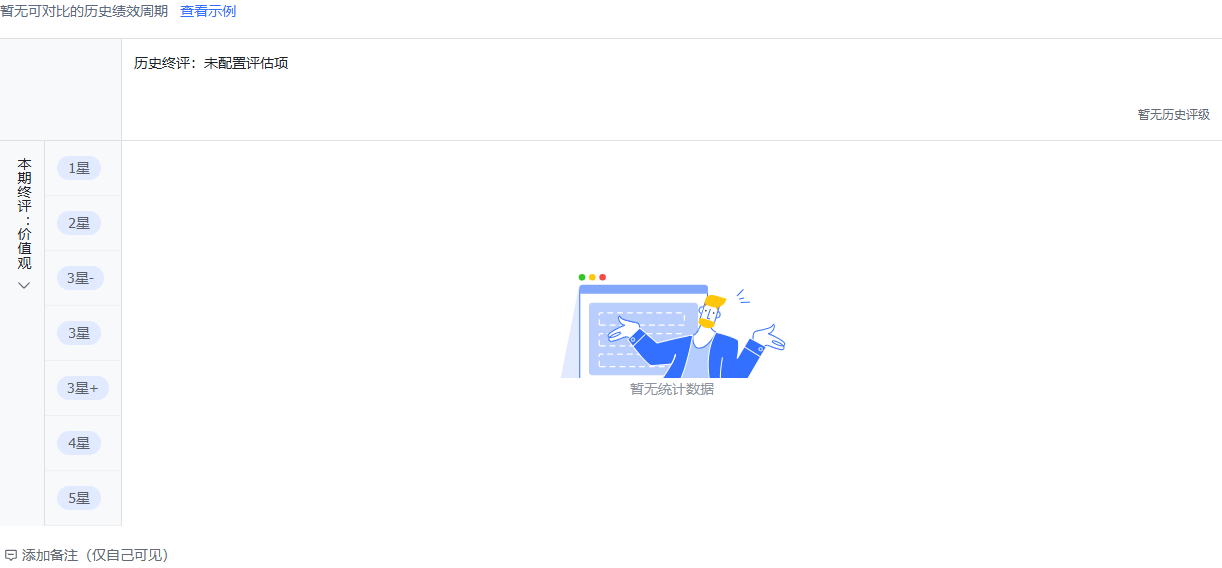 暂无可对比的历史绩效周期 查看示例
历史终评：未配置评估项
暂无历史评级
本期终评：价值观
1星
2星
3星-
3星
3星+
4星
5星
暂无统计数据
添加备注（仅自己可见）